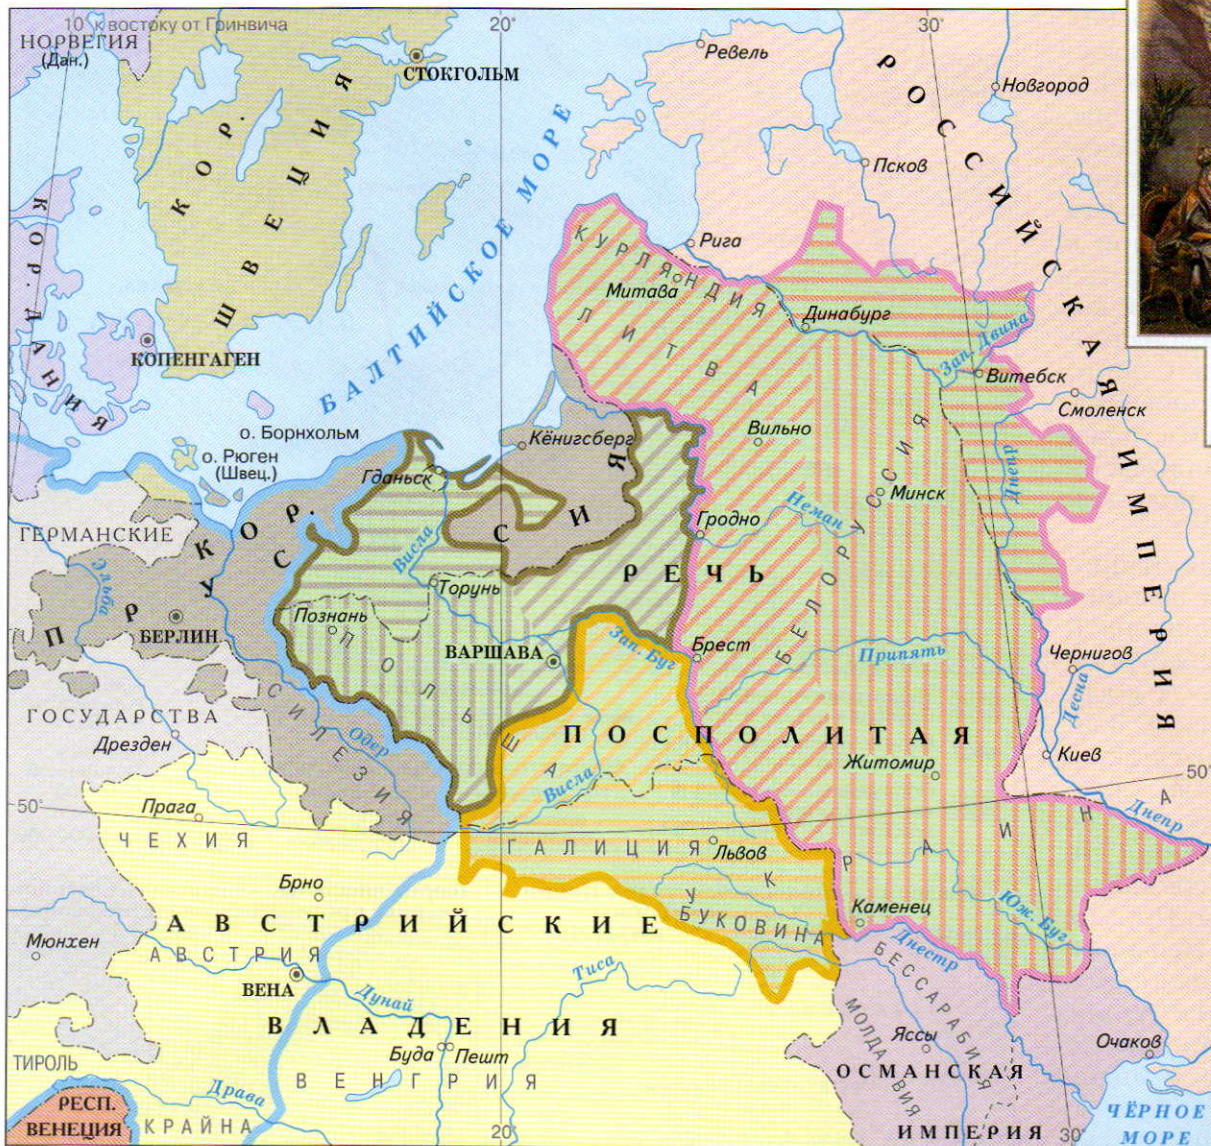 10° к востоку от Гринвича
20°
30°
НОРВЕГИЯ
(Дан.)
СТОКГОЛЬМ
Ревель
Новгород
Псков
РОССИЙСКАЯ ИМПЕРИЯ
КОР. ШВЕЦИЯ
КОР. ДАНИЯ
БАЛТИЙСКОЕ МОРЕ
Рига
КУРЛЯНДИЯ
Митава
ЛИТВА
Динабург
Зап. Двина
Витебск
Смоленск
КОПЕНГАГЕН
о. Борнхольм
о. Рюген
(Швец.)
Кёнигсберг
Гданьск
Вильно
БЕЛОРУССИЯ
Минск
Днепр
Неман
Гродно
ГЕРМАНСКИЕ
КОР.
ПРУССИЯ
Эльба
БЕРЛИН
Висла
Торунь
РЕЧЬ
Познань
ПОЛЬША
ВАРШАВА
Зап. Буг
Брест
Припять
Чернигов
Десна
ГОСУДАРСТВА
Дрезден
СИЛЕЗИЯ
Одер
ПОСПОЛИТАЯ
Висла
Житомир
Киев
50°
50°
Прага
ЧЕХИЯ
ГАЛИЦИЯ
Львов
УКРАИНА
Днепр
Брно
АВСТРИЙСКИЕ
БУКОВИНА
Каменец
Днестр
Юж. Буг
Мюнхен
АВСТРИЯ
ВЕНА
Дунай
Тиса
БЕССАРАБИЯ
МОЛДАВИЯ
ВЛАДЕНИЯ
Буда
Пешт
Яссы
Очаков
ТИРОЛЬ
ВЕНГРИЯ
ОСМАНСКАЯ
Драва
РЕСП.
ВЕНЕЦИЯ
КРАЙНА
20°
ИМПЕРИЯ
30°
ЧЁРНОЕ
МОРЕ